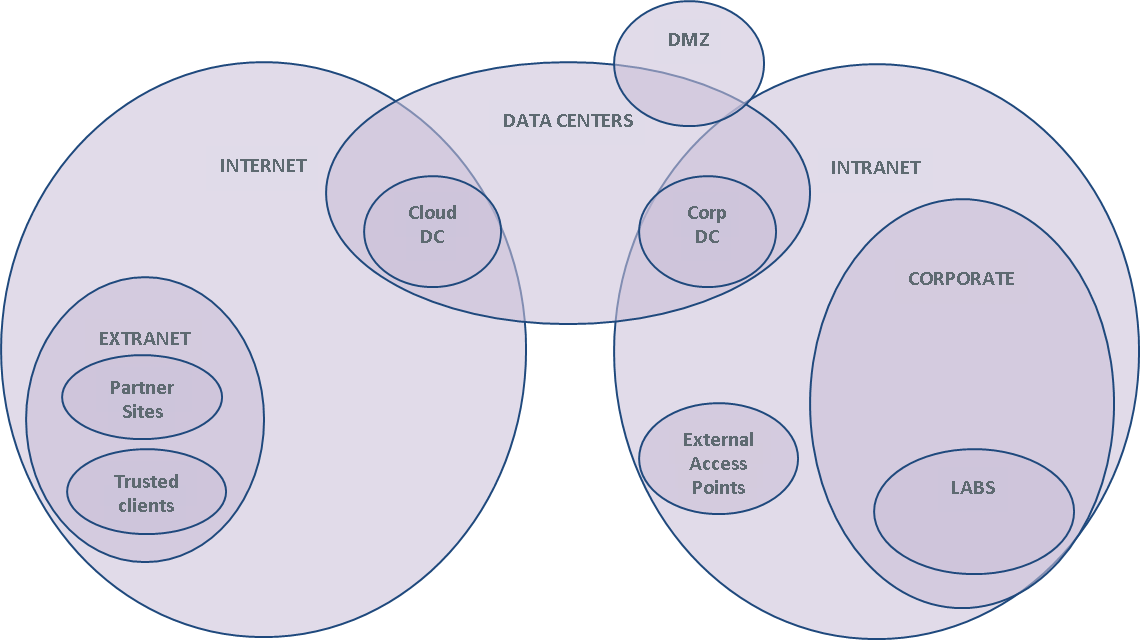 DMZ
DATA CENTERS
INTERNET
INTRANET
Cloud
DC
Corp
DC
CORPORATE
EXTRANET
Partner
Sites
Trusted
clients
External
Access
Points
LABS